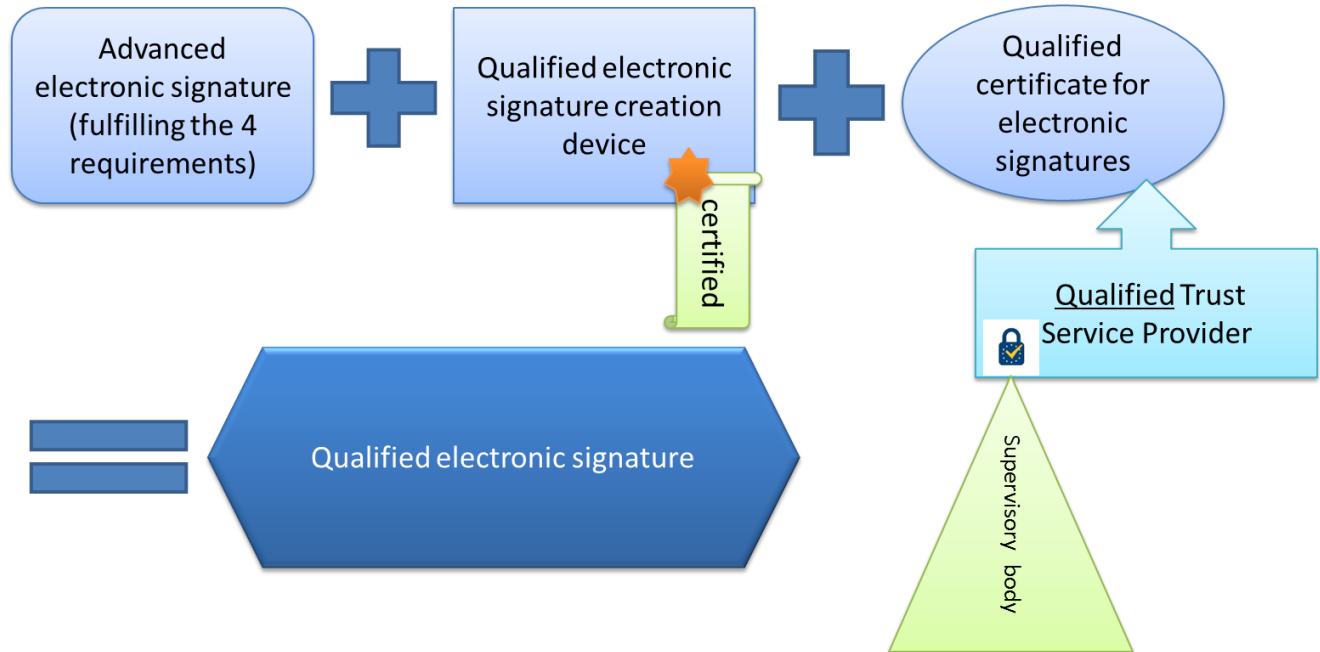 Advanced
electronic signature
(fulfilling the 4
requirements)
Qualified electronic
signature creation
device
certified
Qualified
certificate for
electronic
signatures
Qualified Trust
Service Provider
Supervisory body
Qualified electronic signature